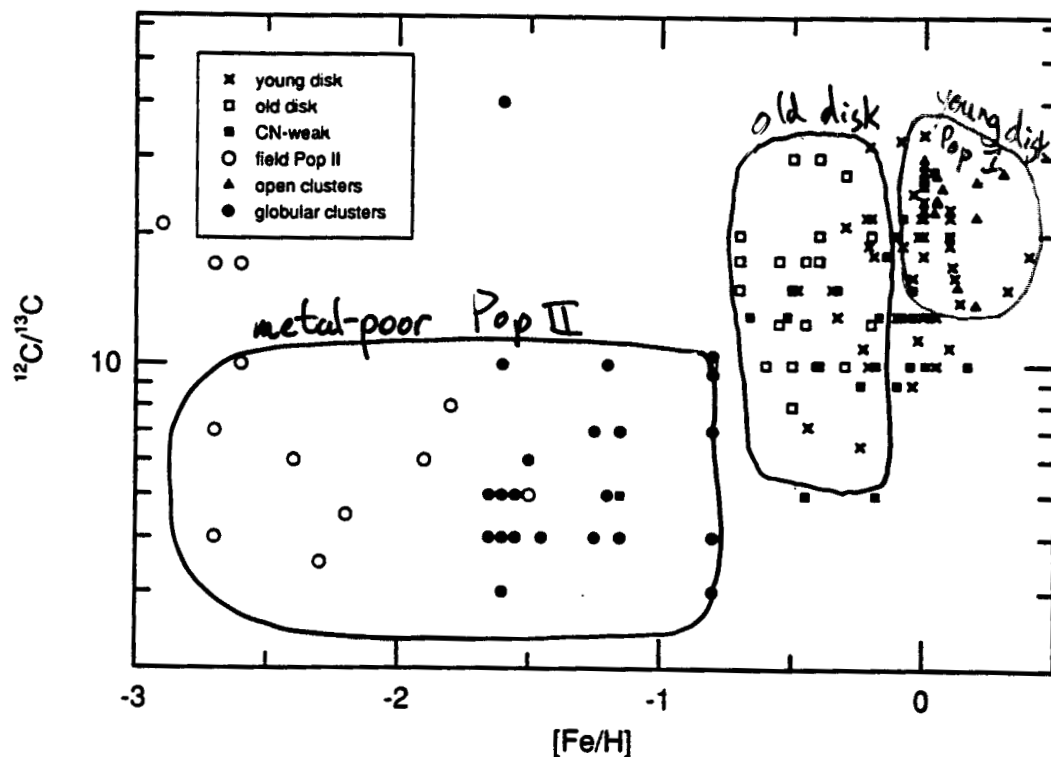 young disk
old disk
CN-weak
field Pop II
open clusters
globular clusters
old disk
young disk
Pop I
metal-poor Pop II
10
¹²C/¹³C
-3
-2
-1
0
[Fe/H]